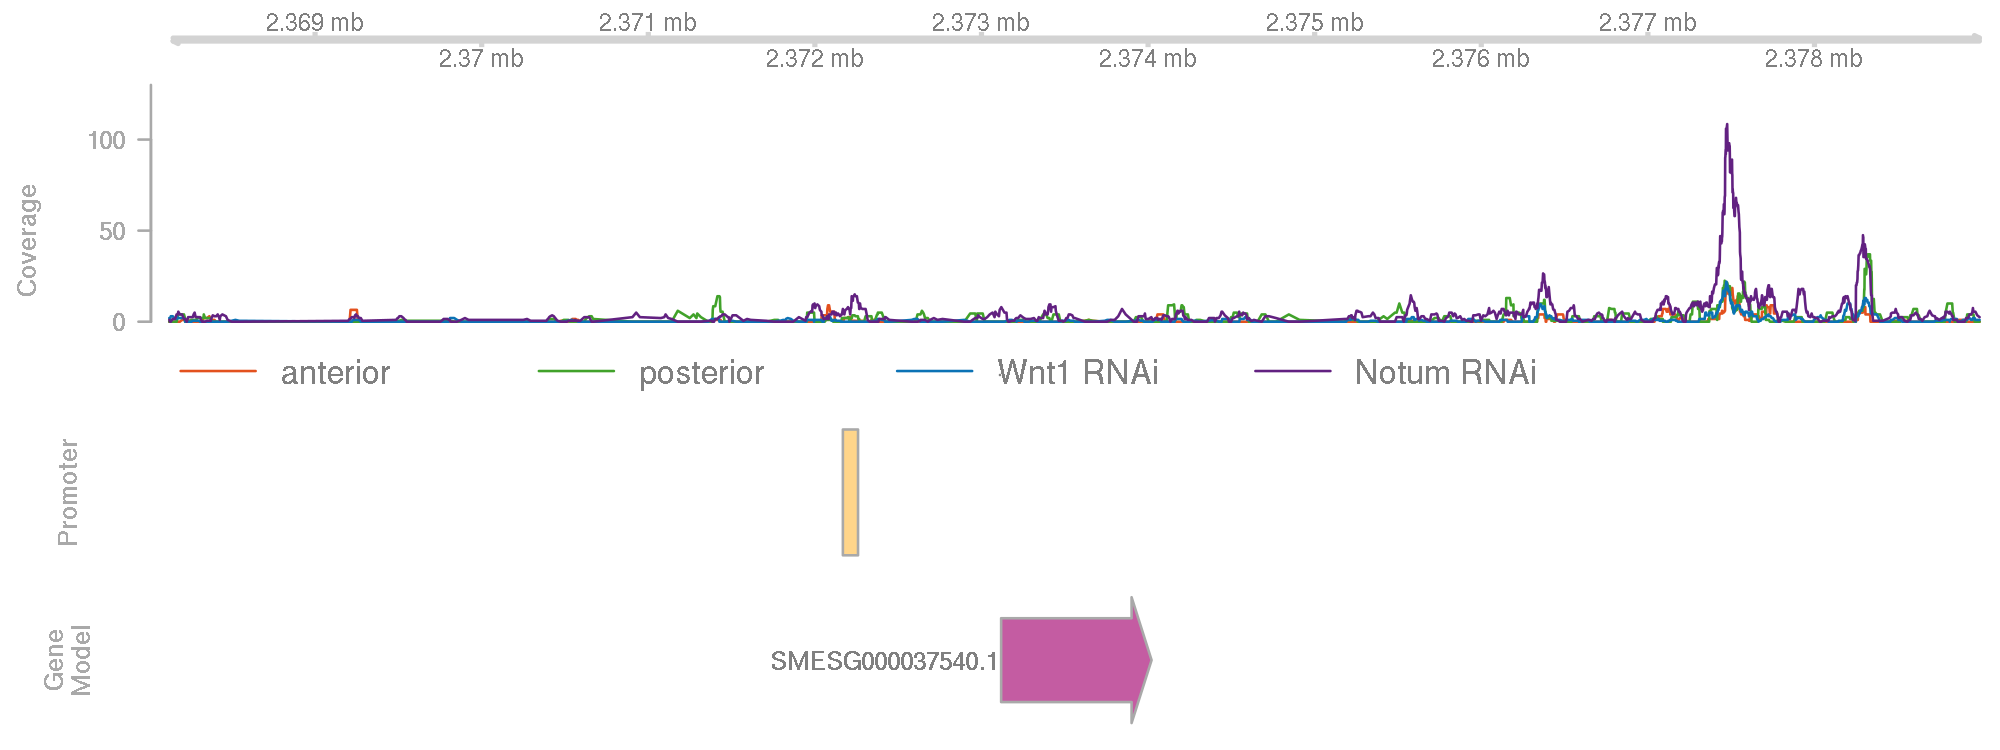 2.369 mb 2.371 mb 2.373 mb 2.375 mb 2.377 mb
2.37 mb 2.372 mb 2.374 mb 2.376 mb 2.378 mb
Coverage
100
50
0
anterior posterior Wnt1 RNAi Notum RNAi
Promoter
Gene
Model
SMESG000037540.1